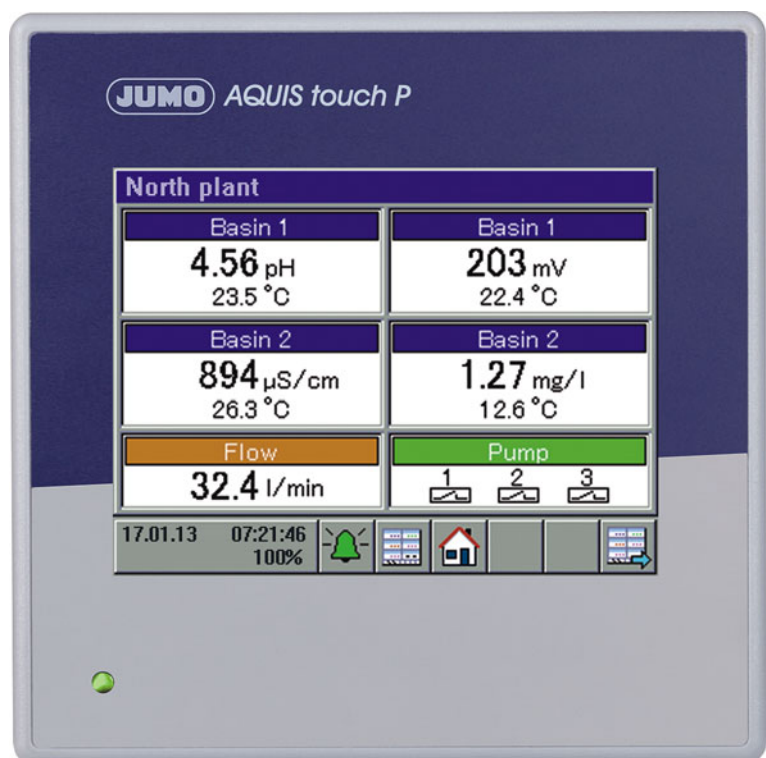 JUMO AQUIS touch P
North plant
Basin 1
4.56 pH
23.5 °C
Basin 1
203 mV
22.4 °C
Basin 2
894 µS/cm
26.3 °C
Basin 2
1.27 mg/l
12.6 °C
Flow
32.4 l/min
Pump
1 2 3
17.01.13 07:21:46
100%